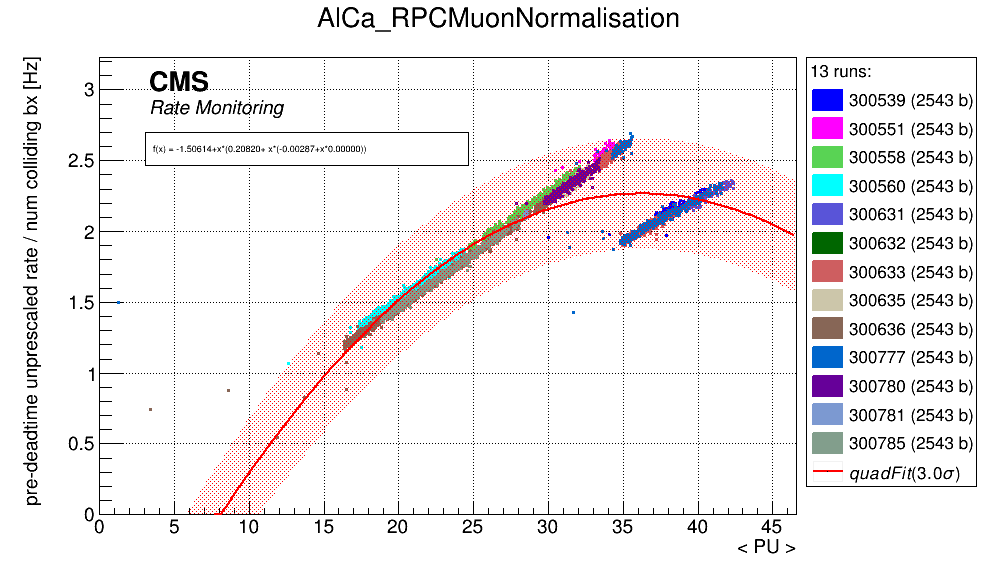 AlCa_RPCMuonNormalisation
pre-deadtime unprescaled rate / num colliding bx [Hz]
CMS
Rate Monitoring
f(x) = -1.50614+x*(0.20820+ x*(-0.00287+x*0.00000))
3
2.5
2
1.5
1
0.5
0
0 5 10 15 20 25 30 35 40 45
< PU >
13 runs:
300539 (2543 b)
300551 (2543 b)
300558 (2543 b)
300560 (2543 b)
300631 (2543 b)
300632 (2543 b)
300633 (2543 b)
300635 (2543 b)
300636 (2543 b)
300777 (2543 b)
300780 (2543 b)
300781 (2543 b)
300785 (2543 b)
quadFit(3.0σ)